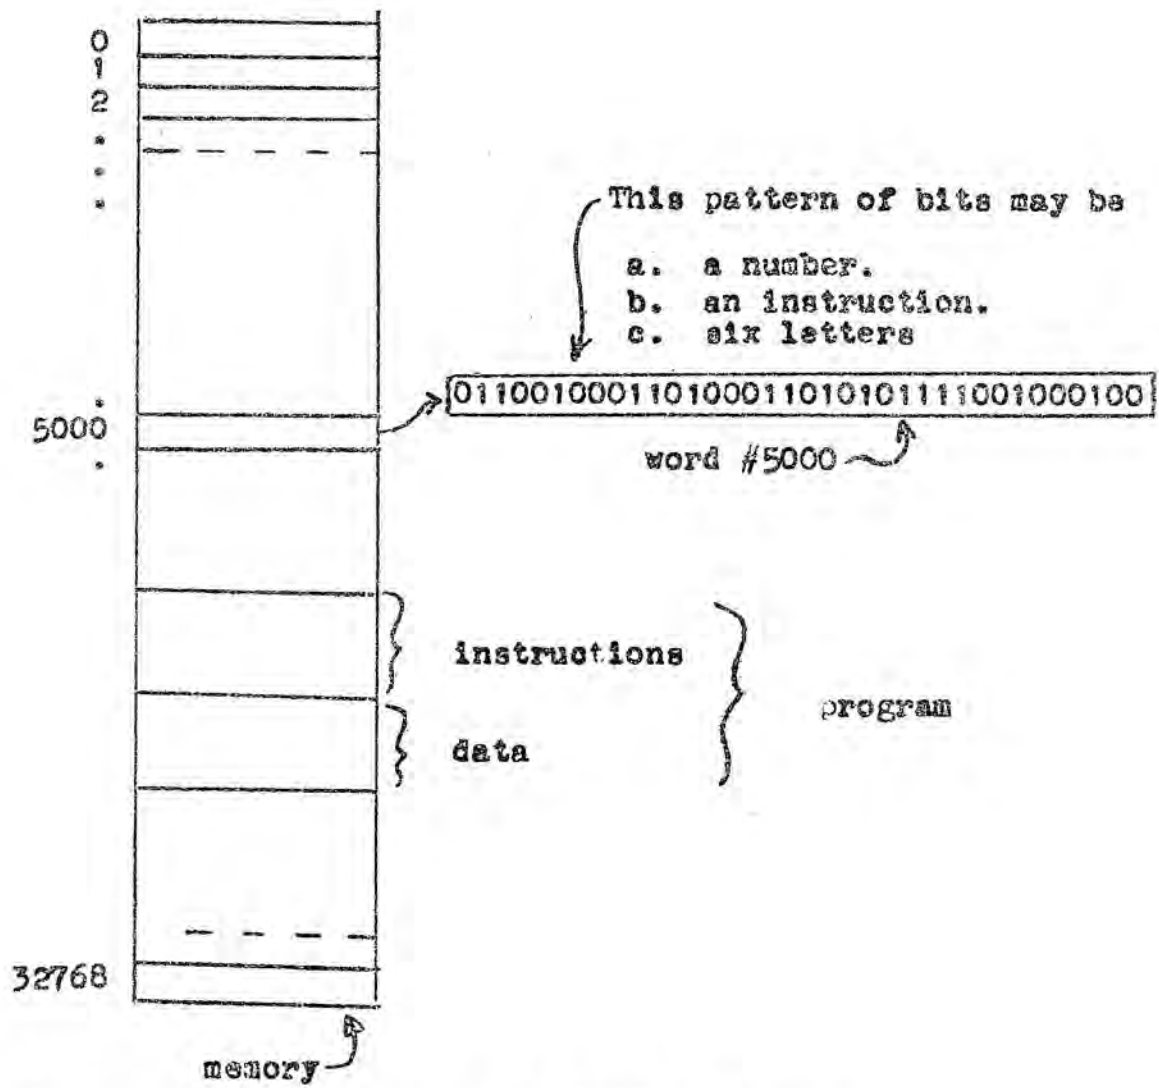 0
1
2
.
.
.
This pattern of bits may be
a. a number.
b. an instruction.
c. six letters
.
011001000110100011010101111001000100
5000
word #5000
.
instructions
program
data
32768
memory